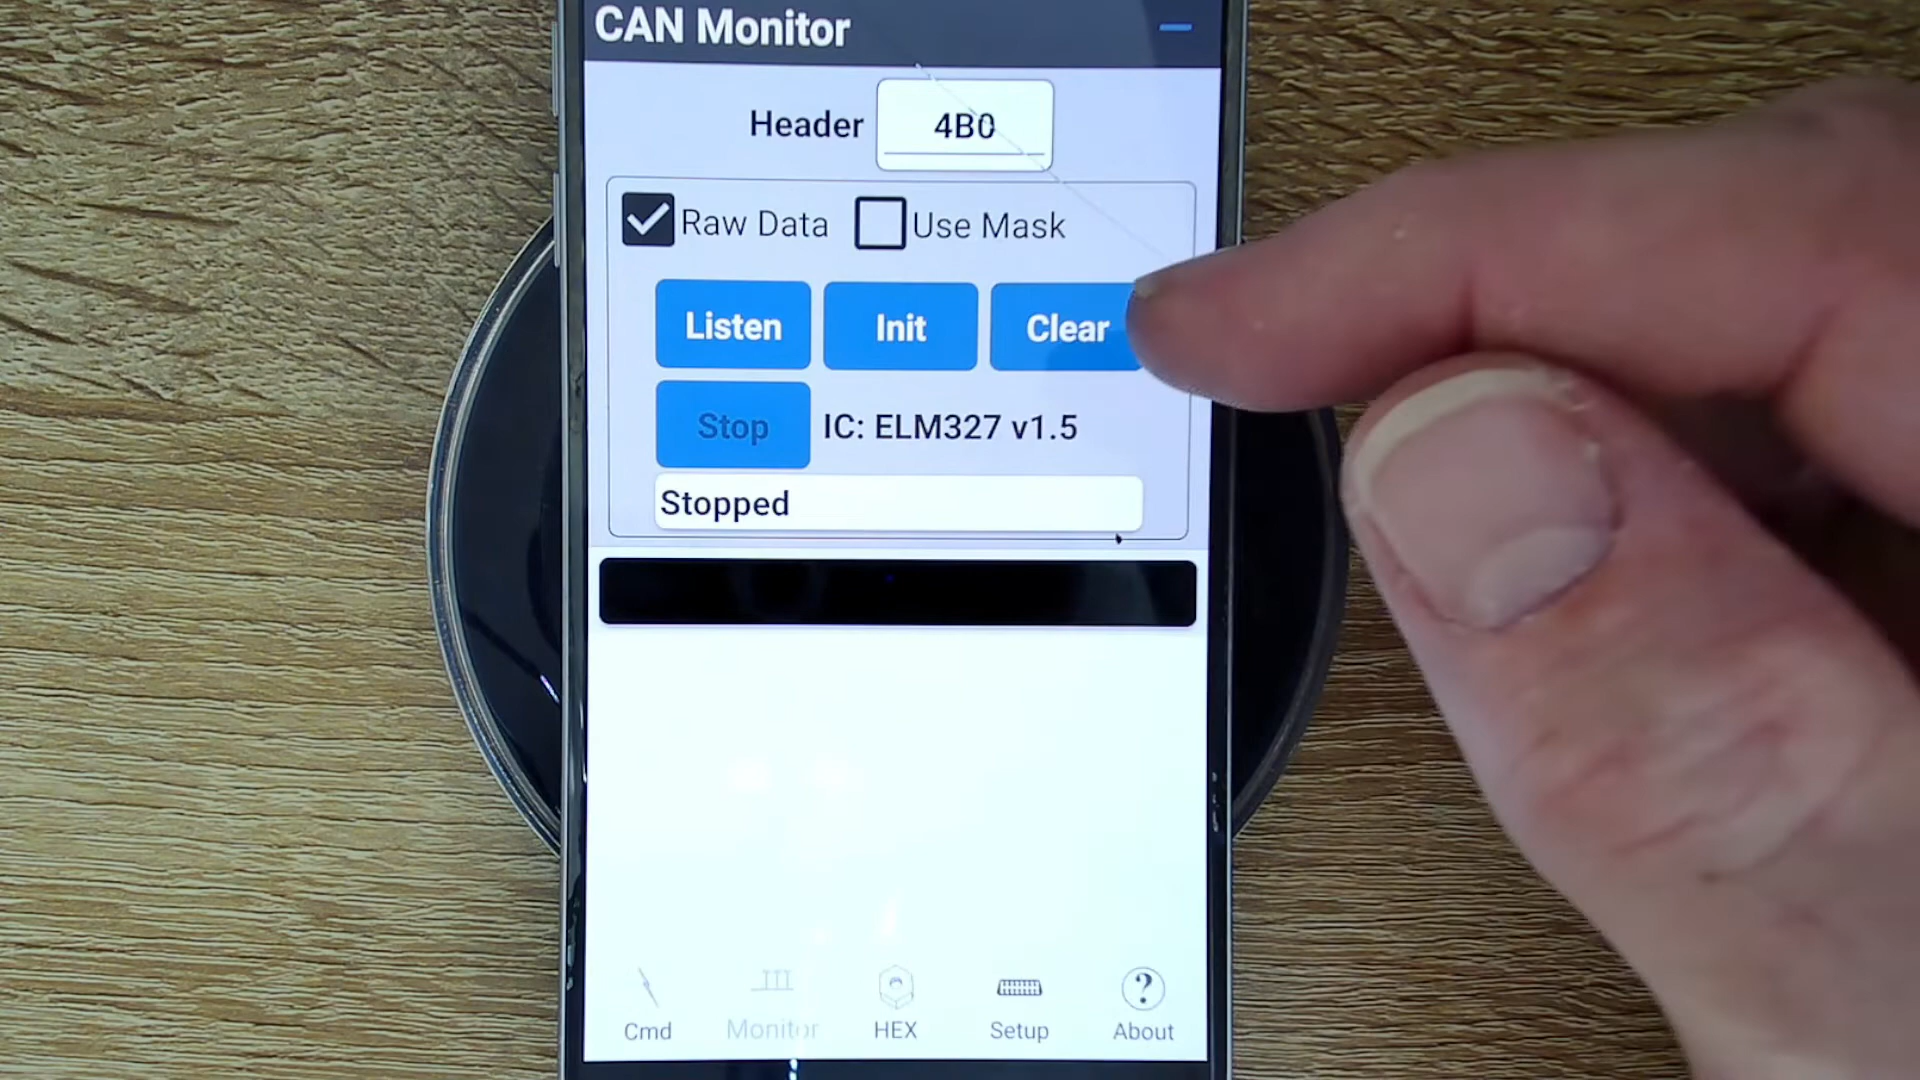 CAN Monitor
Header 4B0
Raw Data Use Mask
Listen Init Clear
Stop IC: ELM327 v1.5
Stopped
Cmd Monitor HEX Setup About